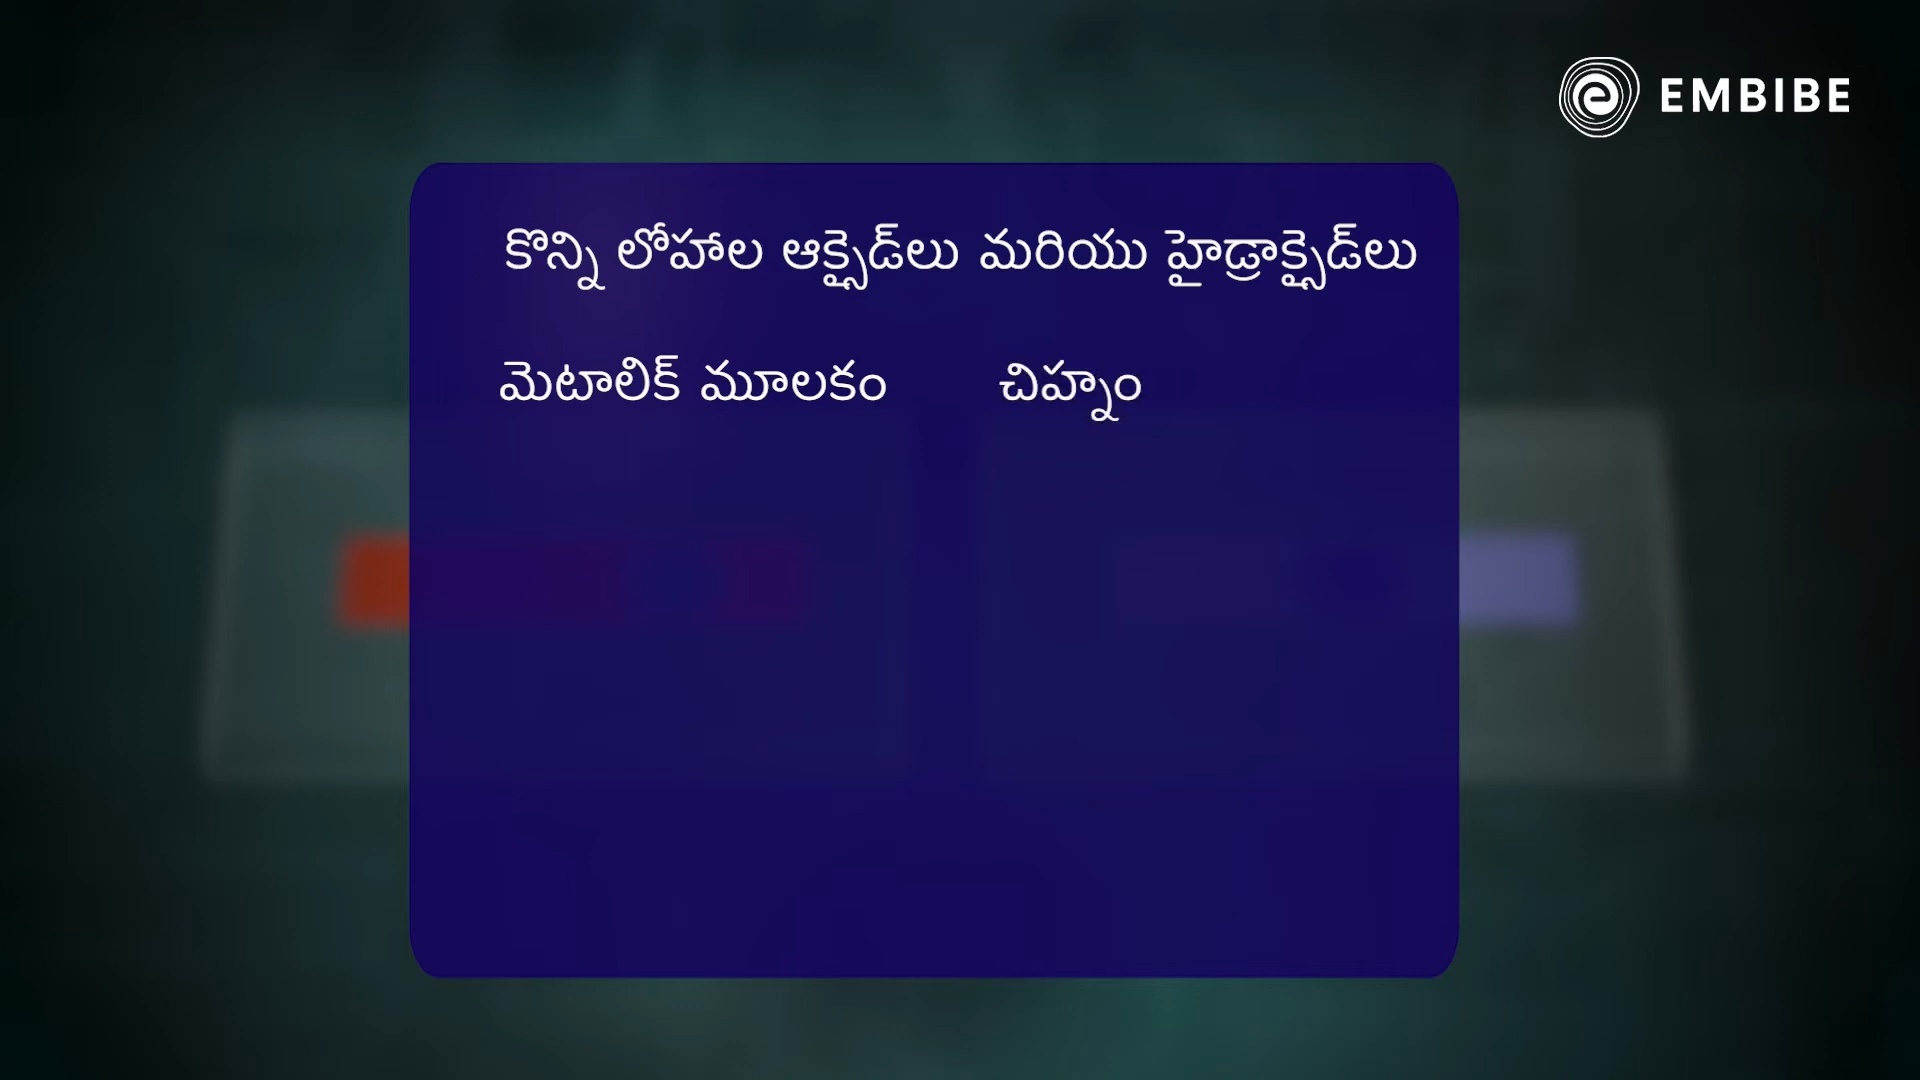 EMBIBE
కొన్ని లోహాల ఆక్సైడ్‌లు మరియు హైడ్రాక్సైడ్‌లు
మెటాలిక్ మూలకం చిహ్నం